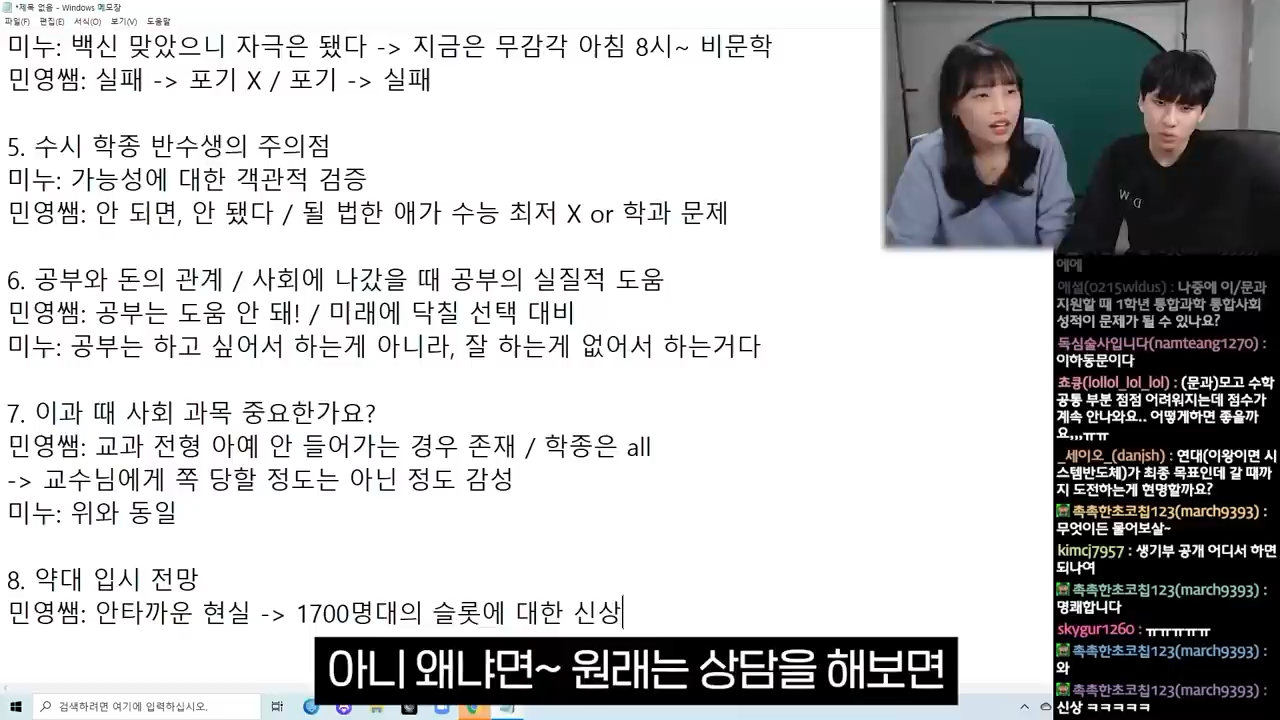 *제목 없음 - Windows 메모장
파일(F) 편집(E) 서식(O) 보기(V) 도움말
미누: 백신 맞았으니 자극은 됐다 -> 지금은 무감각 아침 8시~ 비문학
민영쌤: 실패 -> 포기 X / 포기 -> 실패
5. 수시 학종 반수생의 주의점
미누: 가능성에 대한 객관적 검증
민영쌤: 안 되면, 안 됐다 / 될 법한 애가 수능 최저 X or 학과 문제
6. 공부와 돈의 관계 / 사회에 나갔을 때 공부의 실질적 도움
민영쌤: 공부는 도움 안 돼! / 미래에 닥칠 선택 대비
미누: 공부는 하고 싶어서 하는게 아니라, 잘 하는게 없어서 하는거다
7. 이과 때 사회 과목 중요한가요?
민영쌤: 교과 전형 아예 안 들어가는 경우 존재 / 학종은 all
-> 교수님에게 쪽 당할 정도는 아닌 정도 감성
미누: 위와 동일
8. 약대 입시 전망
민영쌤: 안타까운 현실 -> 1700명대의 슬롯에 대한 신상
아니 왜냐면~ 원래는 상담을 해보면
검색하려면 여기에 입력하십시오.
D W
에에
애설(0215wldus) : 나중에 이/문과
지원할 때 1학년 통합과학 통합사회
성적이 문제가 될 수 있나요?
독심술사입니다(namteang1270) :
이하동문이다
쵸큥(lollol_lol_lol) : (문과)모고 수학
공통 부분 점점 어려워지는데 점수가
계속 안나와요.. 어떻게하면 좋을까
요,,,ㅠㅠ
_세이오_(danjsh) : 연대(이왕이면 시
스템반도체)가 최종 목표인데 갈 때까
지 도전하는게 현명할까요?
촉촉한초코칩123(march9393) :
무엇이든 물어보살~
kimcj7957 : 생기부 공개 어디서 하면
되나여
촉촉한초코칩123(march9393) :
명쾌합니다
skygur1260 : ㅠㅠㅠㅠㅠㅠ
촉촉한초코칩123(march9393) :
와
촉촉한초코칩123(march9393) :
신상 ㅋㅋㅋㅋㅋ